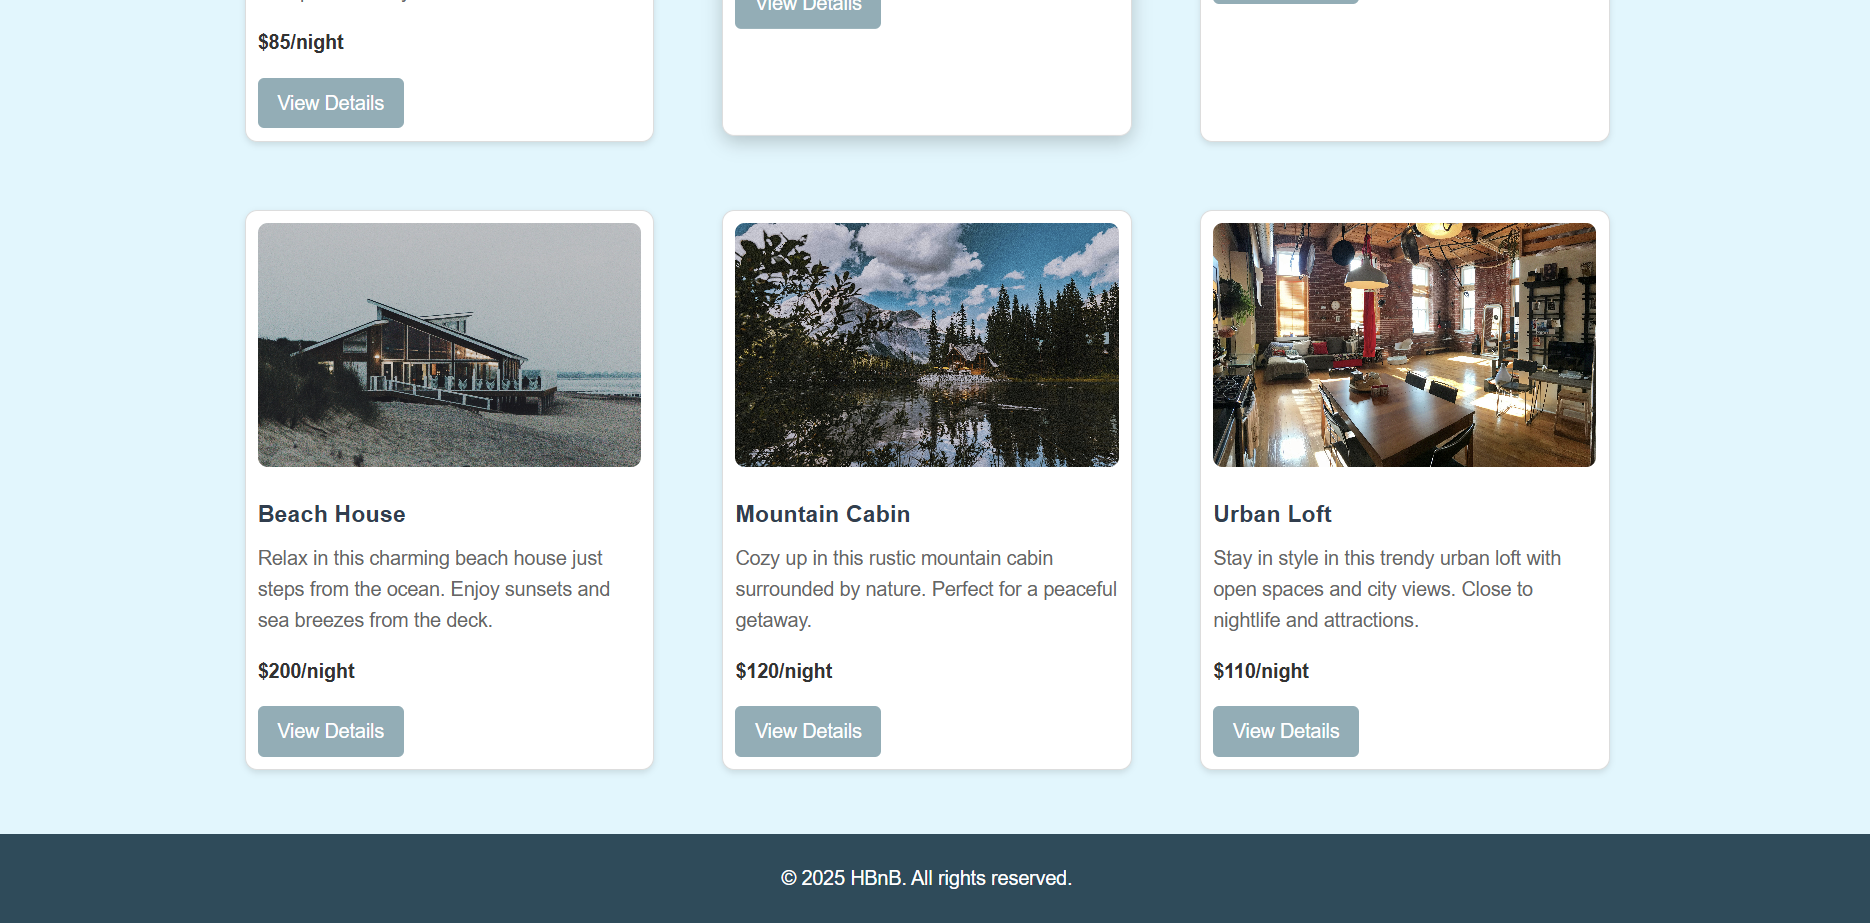 $85/night
View Details
View Details
Beach House
Relax in this charming beach house just
steps from the ocean. Enjoy sunsets and
sea breezes from the deck.
$200/night
View Details
Mountain Cabin
Cozy up in this rustic mountain cabin
surrounded by nature. Perfect for a peaceful
getaway.
$120/night
View Details
Urban Loft
Stay in style in this trendy urban loft with
open spaces and city views. Close to
nightlife and attractions.
$110/night
View Details
© 2025 HBnB. All rights reserved.